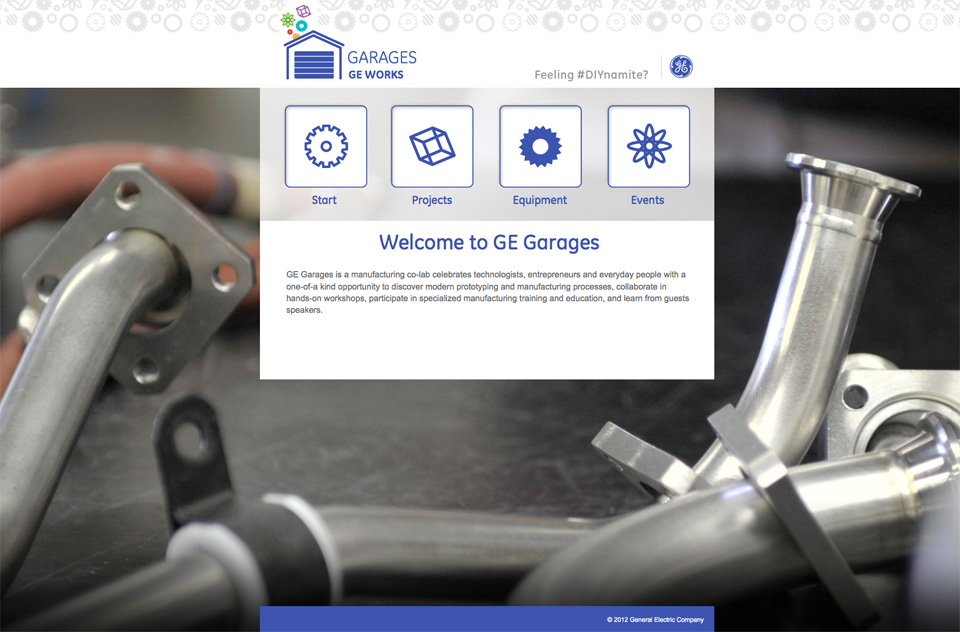 GARAGES
GE WORKS
Feeling #DIYnamite?
GE
Start
Projects
Equipment
Events
Welcome to GE Garages
GE Garages is a manufacturing co-lab celebrates technologists, entrepreneurs and everyday people with a
one-of-a kind opportunity to discover modern prototyping and manufacturing processes, collaborate in
hands-on workshops, participate in specialized manufacturing training and education, and learn from guests
speakers.
© 2012 General Electric Company